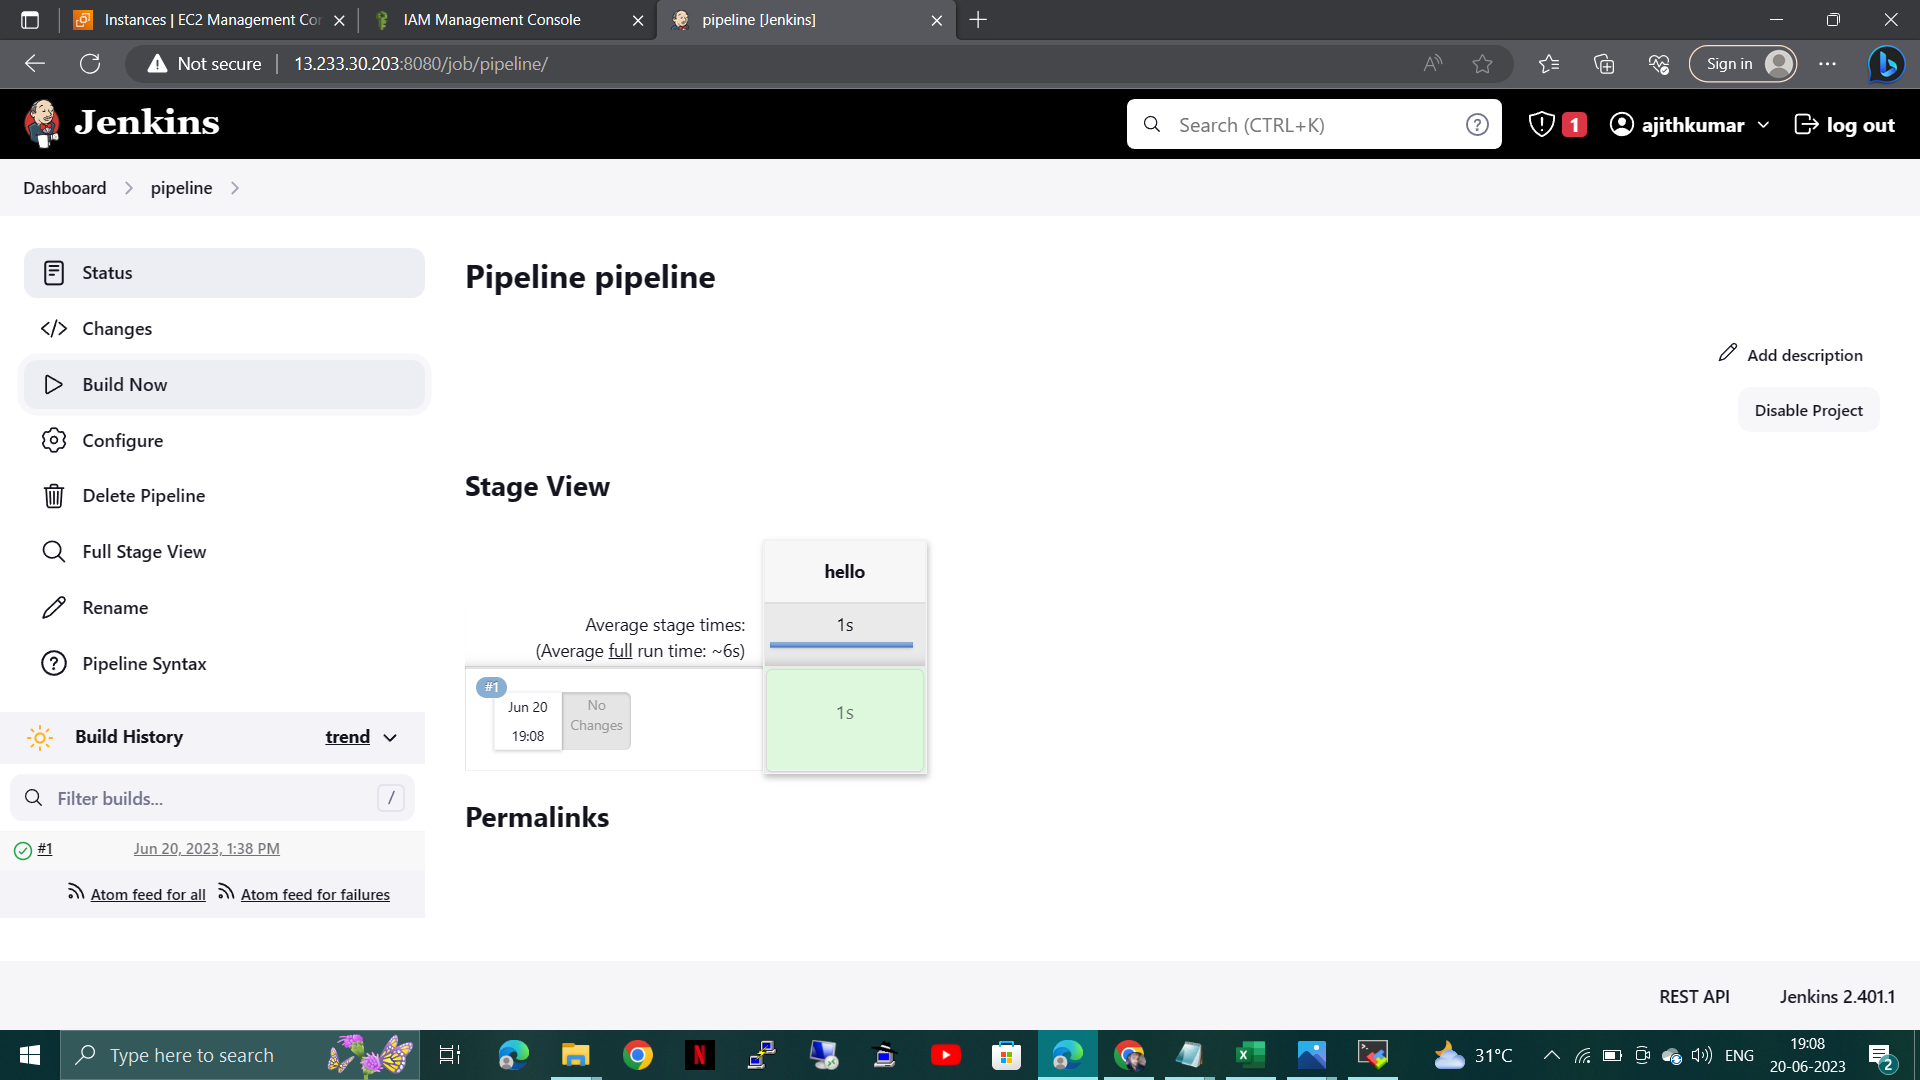 Instances | EC2 Management Con
IAM Management Console
pipeline [Jenkins]
Not secure
13.233.30.203:8080/job/pipeline/
Sign in
Jenkins
Search (CTRL+K)
1
ajithkumar
log out
Dashboard
pipeline
Status
Changes
Build Now
Configure
Delete Pipeline
Full Stage View
Rename
Pipeline Syntax
Build History
trend
Filter builds...
/
#1
Jun 20, 2023, 1:38 PM
Atom feed for all
Atom feed for failures
Pipeline pipeline
Add description
Disable Project
Stage View
hello
Average stage times:
1s
(Average full run time: ~6s)
#1
Jun 20
19:08
No
Changes
1s
Permalinks
REST API
Jenkins 2.401.1
Type here to search
31°C
ENG
19:08
20-06-2023
2